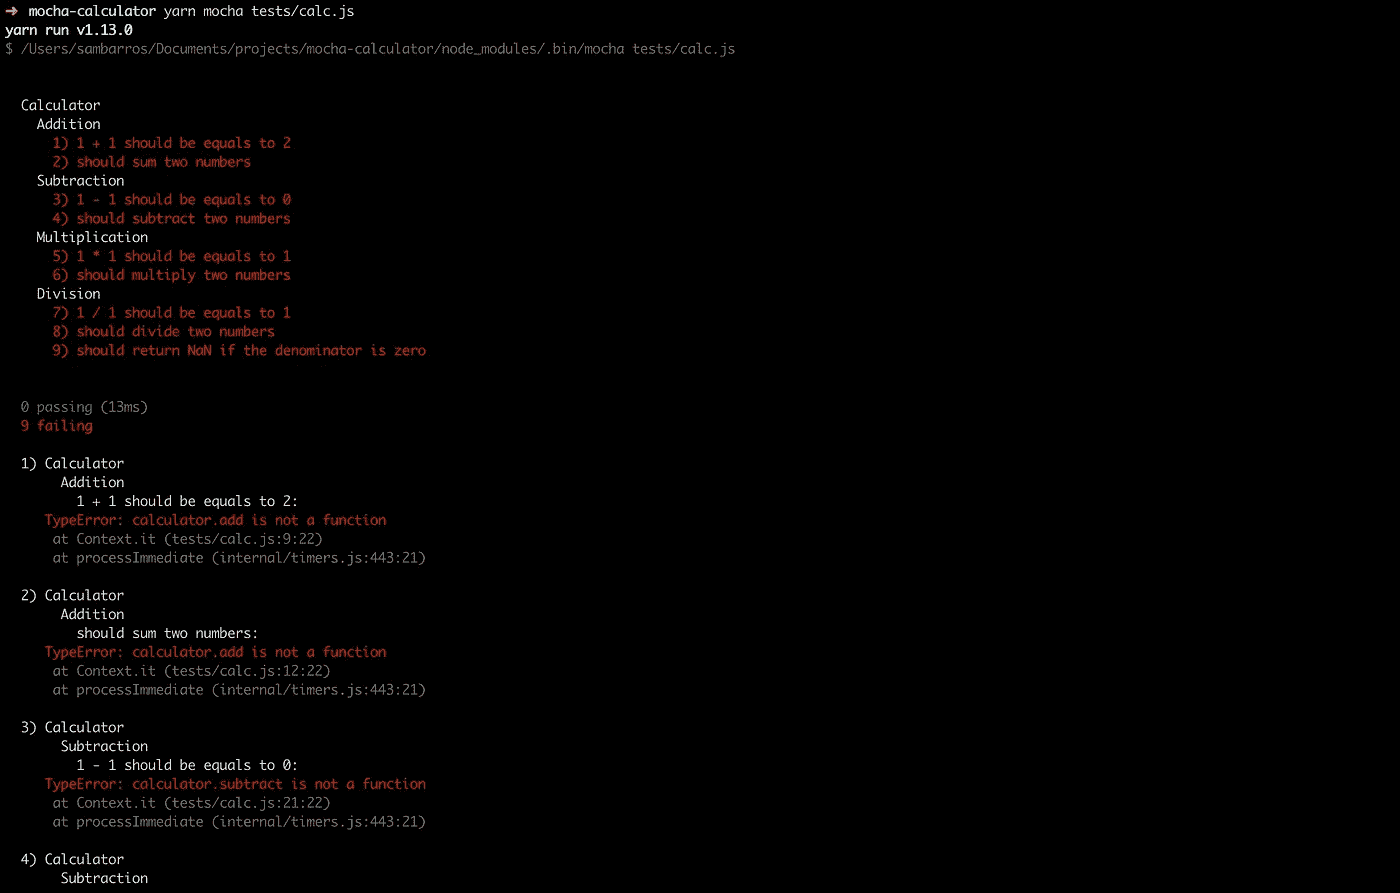 ➜ mocha-calculator yarn mocha tests/calc.js
yarn run v1.13.0
$ /Users/sambarros/Documents/projects/mocha-calculator/node_modules/.bin/mocha tests/calc.js
Calculator
Addition
1) 1 + 1 should be equals to 2
2) should sum two numbers
Subtraction
3) 1 - 1 should be equals to 0
4) should subtract two numbers
Multiplication
5) 1 * 1 should be equals to 1
6) should multiply two numbers
Division
7) 1 / 1 should be equals to 1
8) should divide two numbers
9) should return NaN if the denominator is zero
0 passing (13ms)
9 failing
1) Calculator
Addition
1 + 1 should be equals to 2:
TypeError: calculator.add is not a function
at Context.it (tests/calc.js:9:22)
at processImmediate (internal/timers.js:443:21)
2) Calculator
Addition
should sum two numbers:
TypeError: calculator.add is not a function
at Context.it (tests/calc.js:12:22)
at processImmediate (internal/timers.js:443:21)
3) Calculator
Subtraction
1 - 1 should be equals to 0:
TypeError: calculator.subtract is not a function
at Context.it (tests/calc.js:21:22)
at processImmediate (internal/timers.js:443:21)
4) Calculator
Subtraction